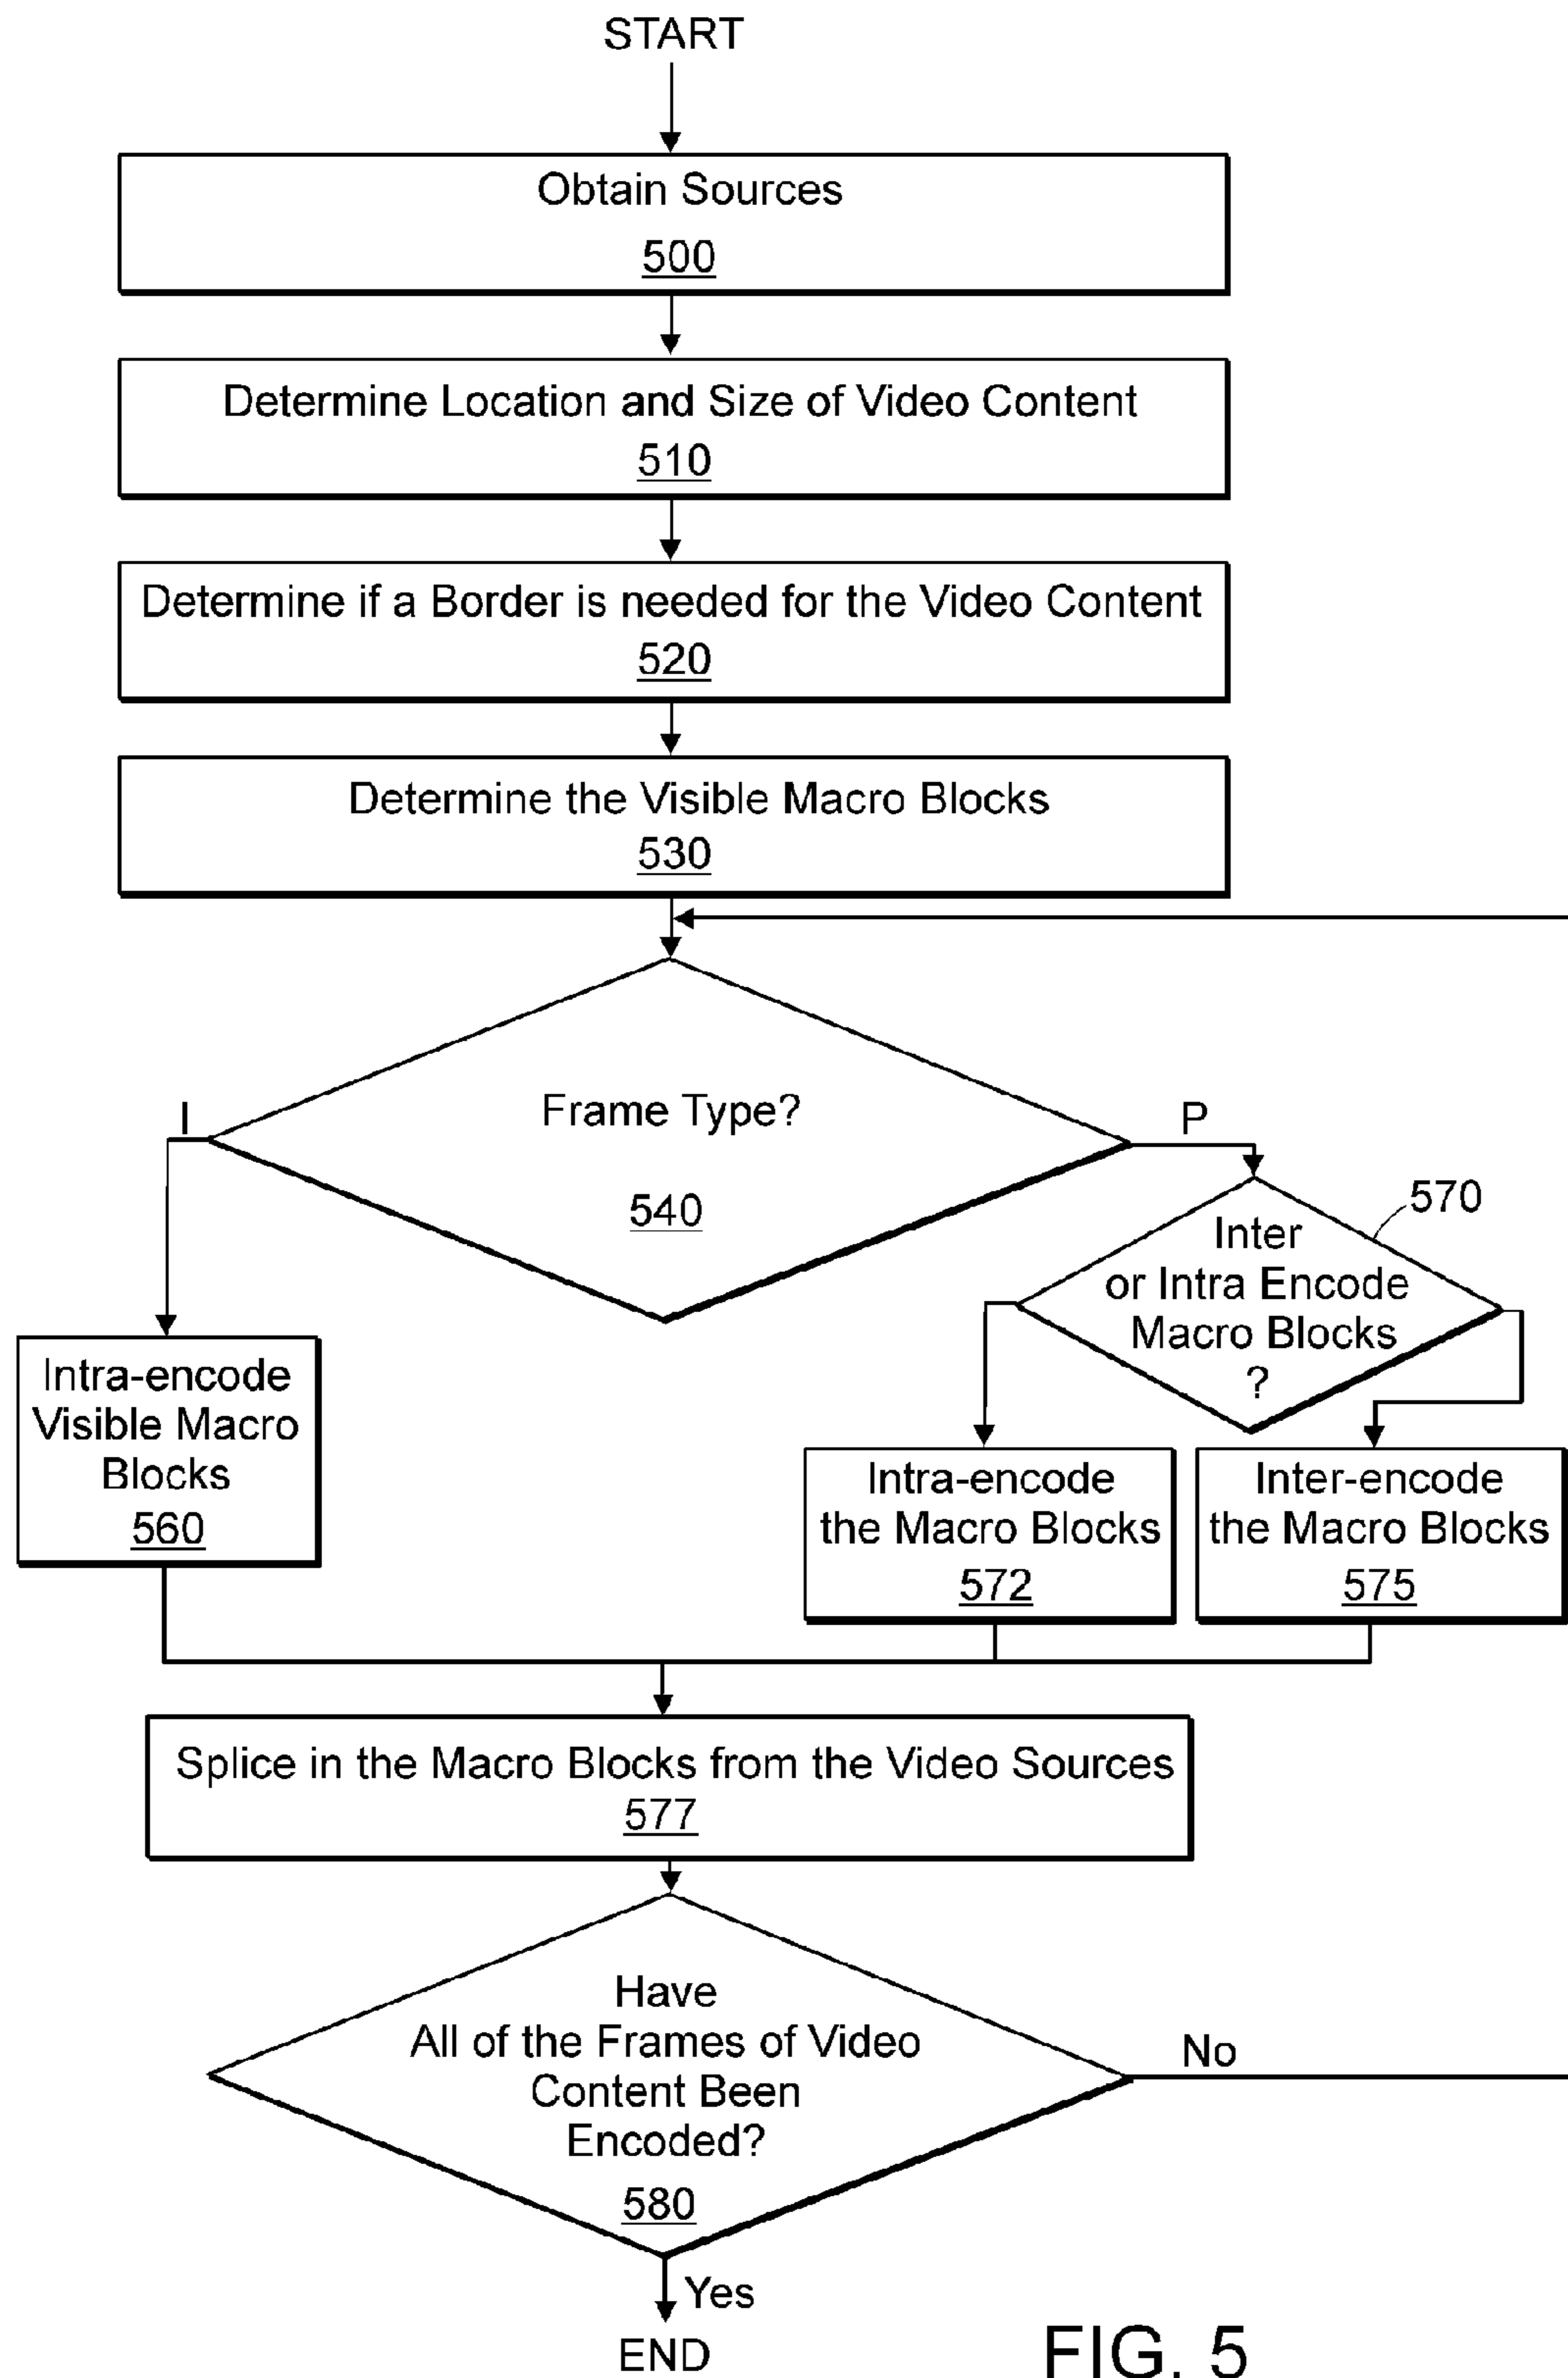 START
Obtain Sources
500
Determine Location and Size of Video Content
510
Determine if a Border is needed for the Video Content
520
Determine the Visible Macro Blocks
530
Frame Type?
540
I
P
570
Inter
or Intra Encode
Macro Blocks
?
Intra-encode
Visible Macro
Blocks
560
Intra-encode
the Macro Blocks
572
Inter-encode
the Macro Blocks
575
Splice in the Macro Blocks from the Video Sources
577
Have
All of the Frames of Video
Content Been
Encoded?
580
No
Yes
END
FIG. 5